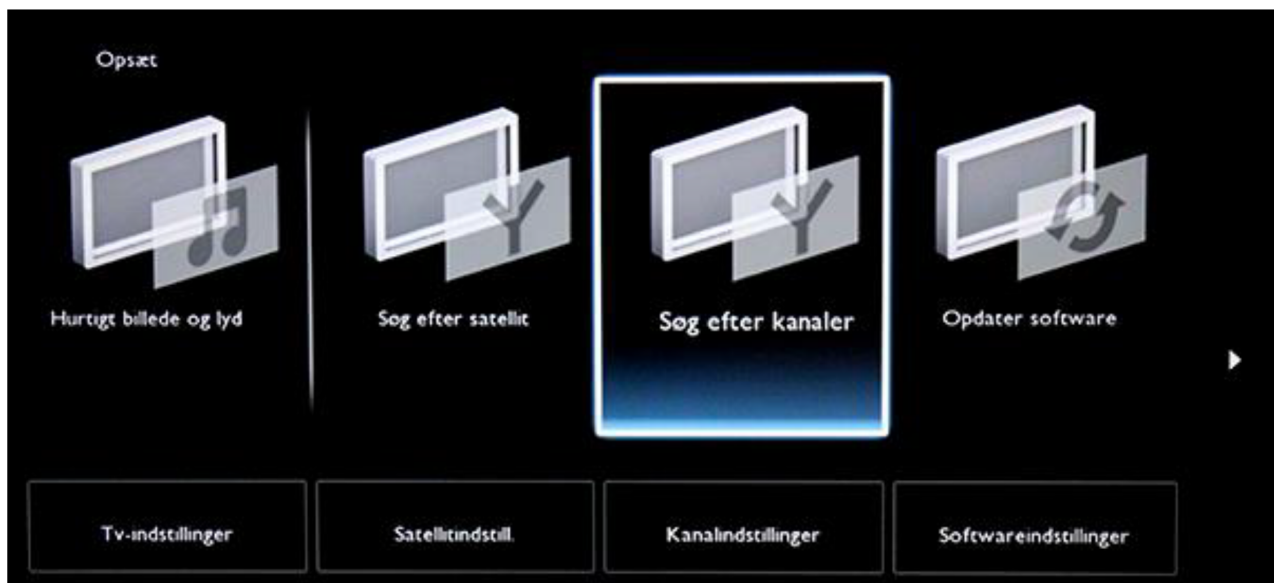 Opsæt
Hurtigt billede og lyd
Søg efter satellit
Søg efter kanaler
Opdater software
Tv-indstillinger
Satellitindstill.
Kanalindstillinger
Softwareindstillinger